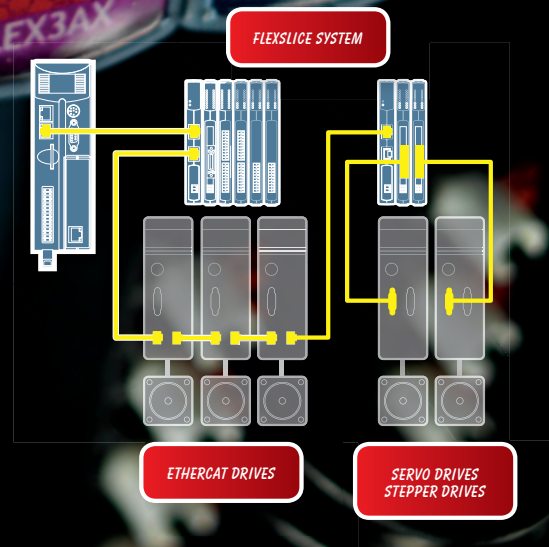 EX3AX
FLEXSLICE SYSTEM
ETHERCAT DRIVES
SERVO DRIVES
STEPPER DRIVES